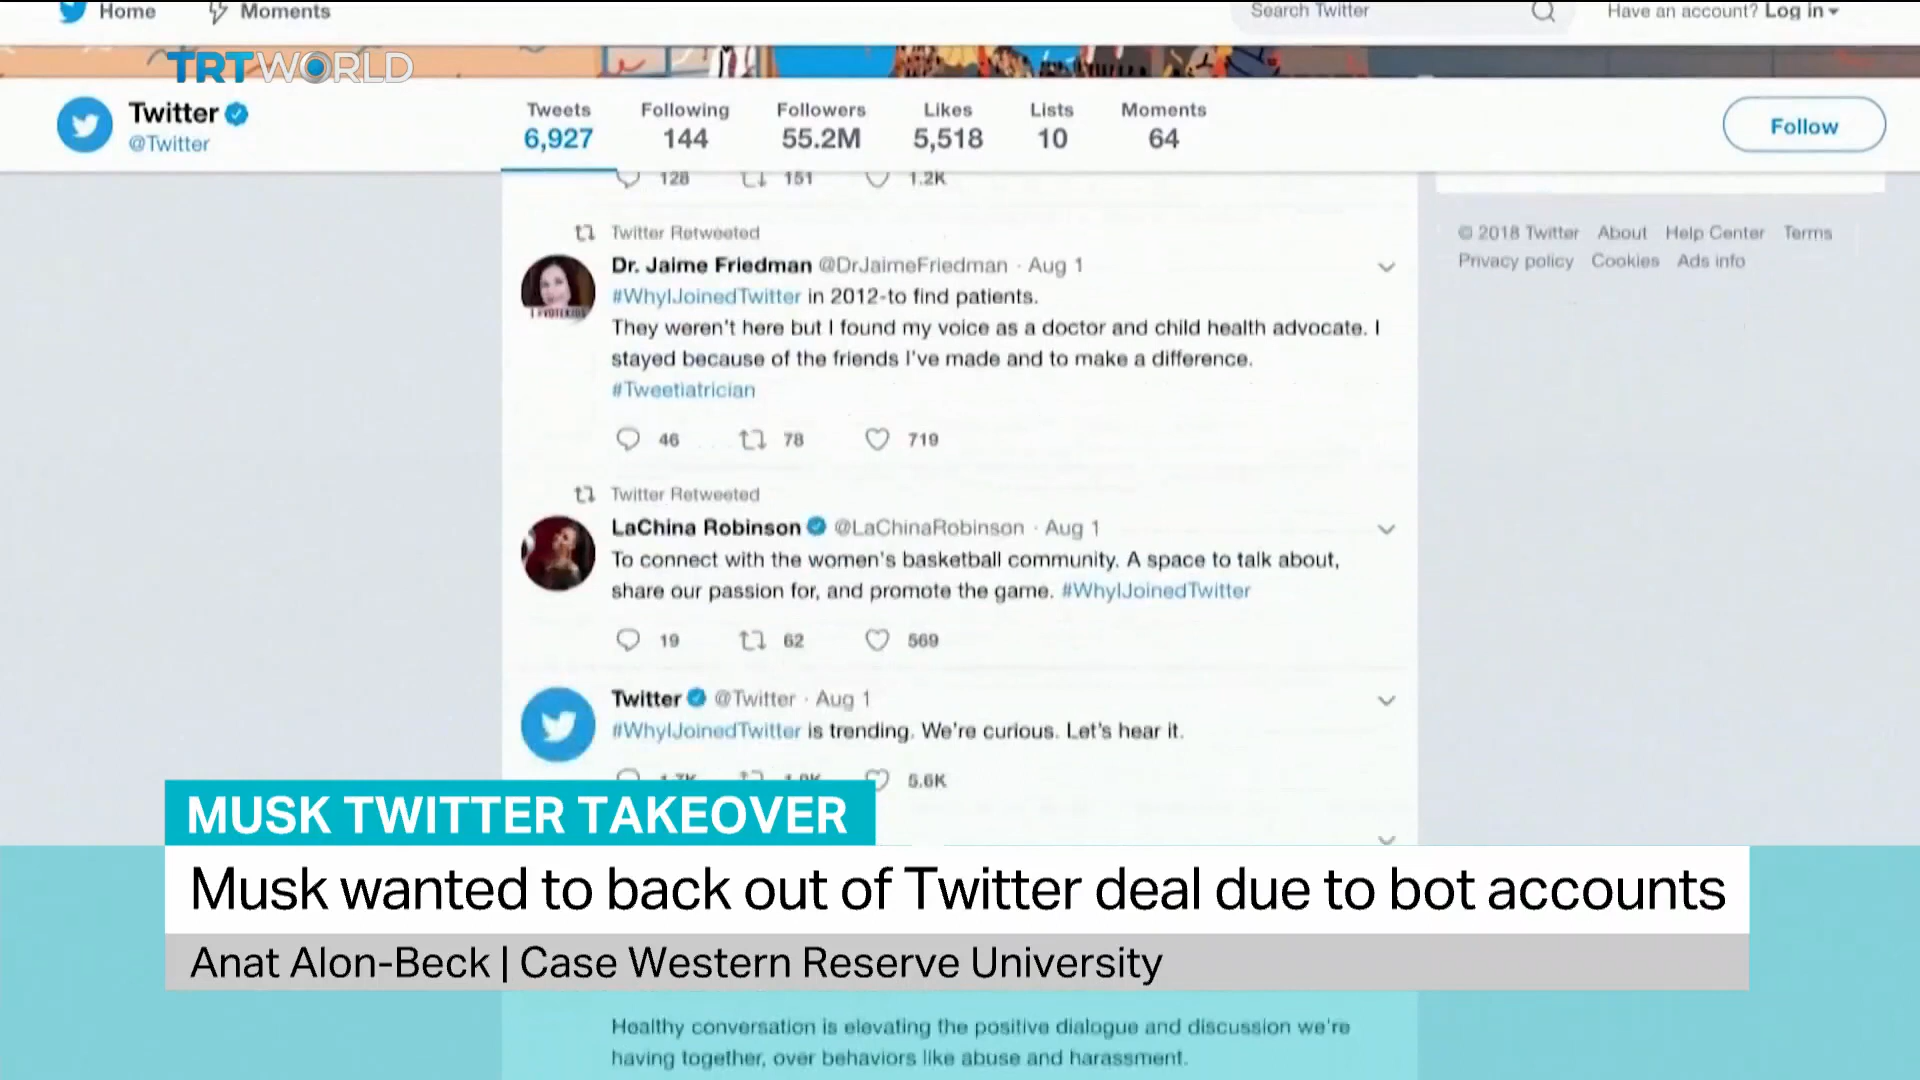 Home Moments Search Twitter Have an account? Log in
TRT WORLD
Twitter
@Twitter
Tweets Following Followers Likes Lists Moments
6,927 144 55.2M 5,518 10 64
Follow
128 151 1.2K
Twitter Retweeted
Dr. Jaime Friedman @DrJaimeFriedman · Aug 1
#WhyIJoinedTwitter in 2012-to find patients.
They weren't here but I found my voice as a doctor and child health advocate. I
stayed because of the friends I've made and to make a difference.
#Tweetiatrician
46 78 719
Twitter Retweeted
LaChina Robinson @LaChinaRobinson · Aug 1
To connect with the women's basketball community. A space to talk about,
share our passion for, and promote the game. #WhyIJoinedTwitter
19 62 569
Twitter @Twitter · Aug 1
#WhyIJoinedTwitter is trending. We're curious. Let's hear it.
5.6K
© 2018 Twitter About Help Center Terms
Privacy policy Cookies Ads info
MUSK TWITTER TAKEOVER
Musk wanted to back out of Twitter deal due to bot accounts
Anat Alon-Beck | Case Western Reserve University
Healthy conversation is elevating the positive dialogue and discussion we're
having together, over behaviors like abuse and harassment.